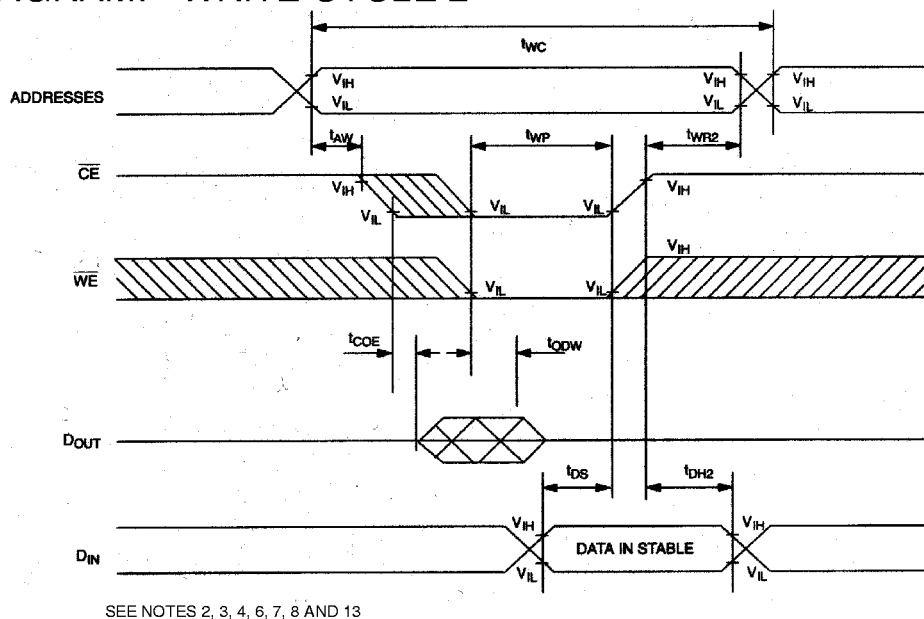 tWC
ADDRESSES
VIH VIH VIH
VIL VIL VIL
tAW tWP tWR2
CE
VIH VIH
VIL VIL VIL
WE
VIH
VIL VIL
tCOE tODW
DOUT
tDS tDH2
DIN
VIH VIH
DATA IN STABLE
VIL VIL
SEE NOTES 2, 3, 4, 6, 7, 8 AND 13